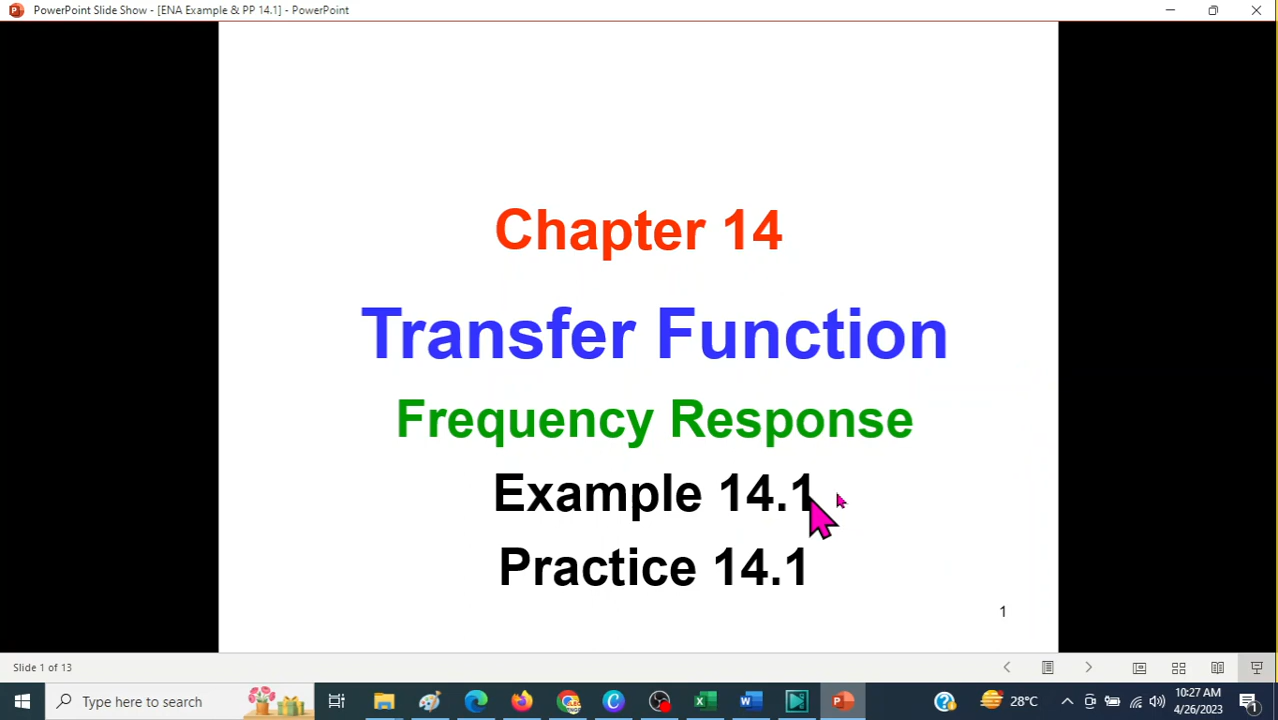 PowerPoint Slide Show - [ENA Example & PP 14.1] - PowerPoint
Chapter 14
Transfer Function
Frequency Response
Example 14.1
Practice 14.1
1
Slide 1 of 13
Type here to search
28°C
10:27 AM
4/26/2023
1